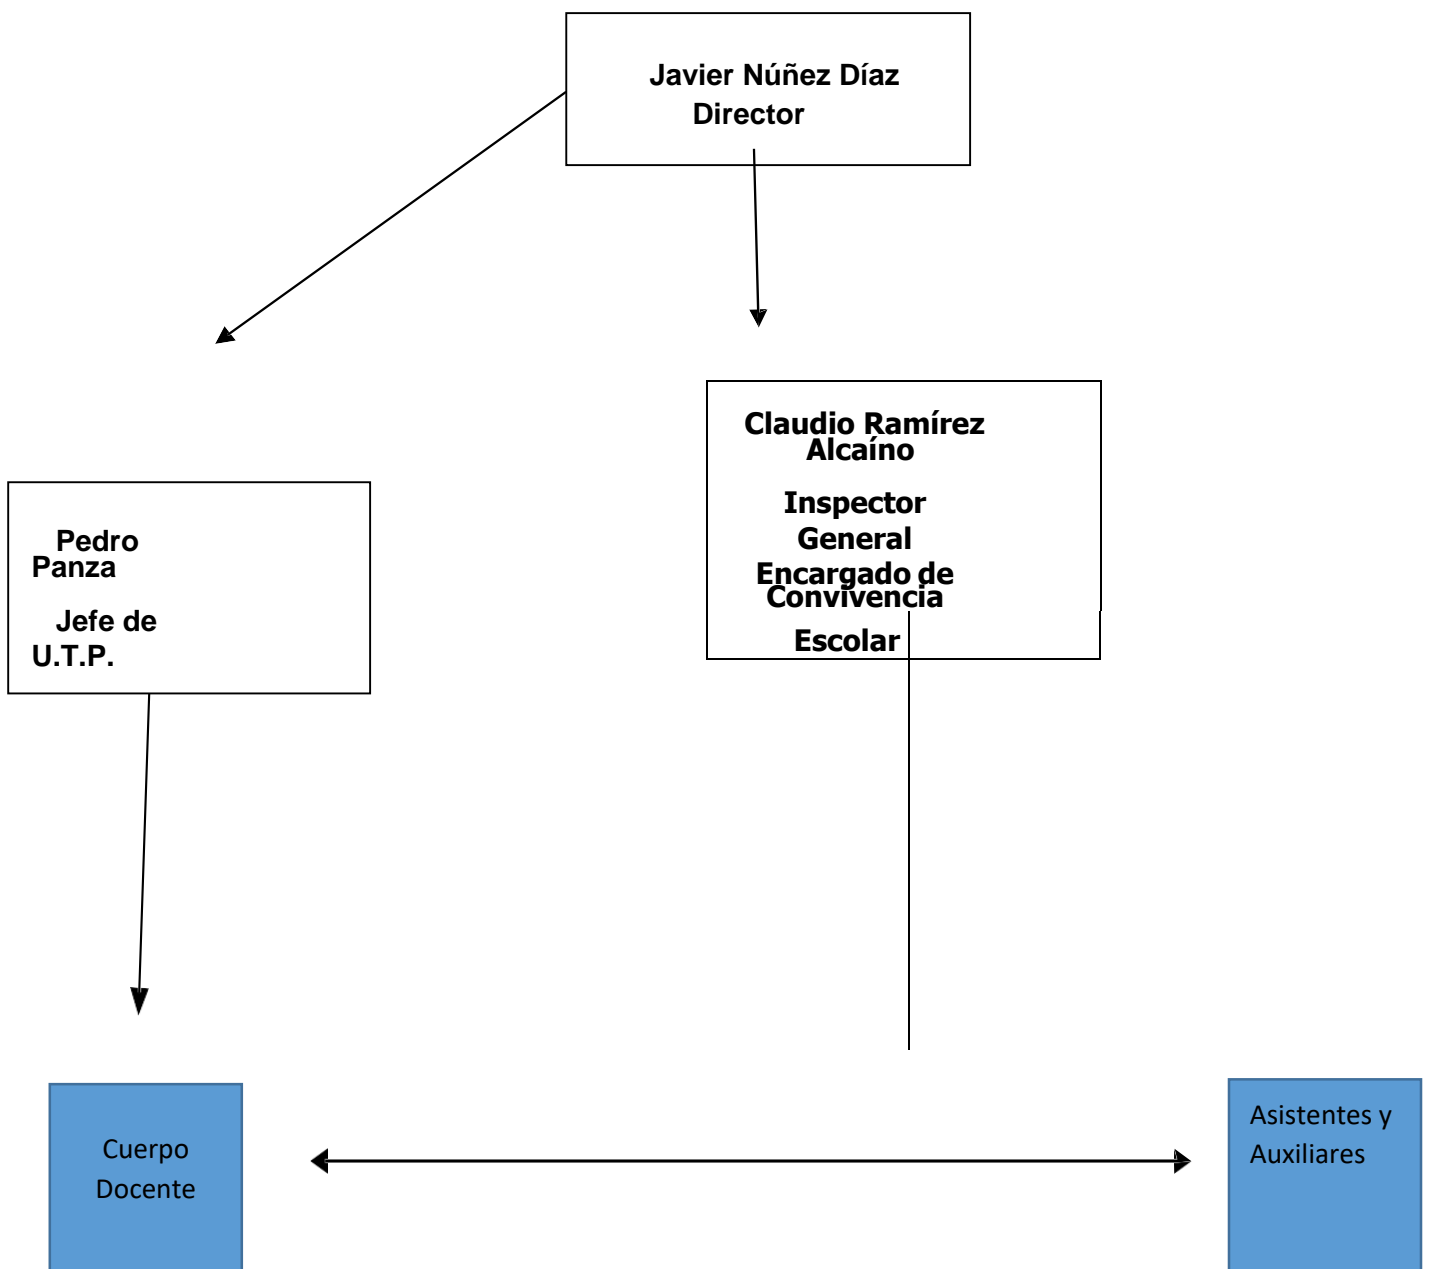 Javier Núñez Díaz
Director
Claudio Ramírez
Alcaíno
Inspector
General
Encargado de
Convivencia
Escolar
Pedro
Panza
Jefe de
U.T.P.
Cuerpo
Docente
Asistentes y
Auxiliares